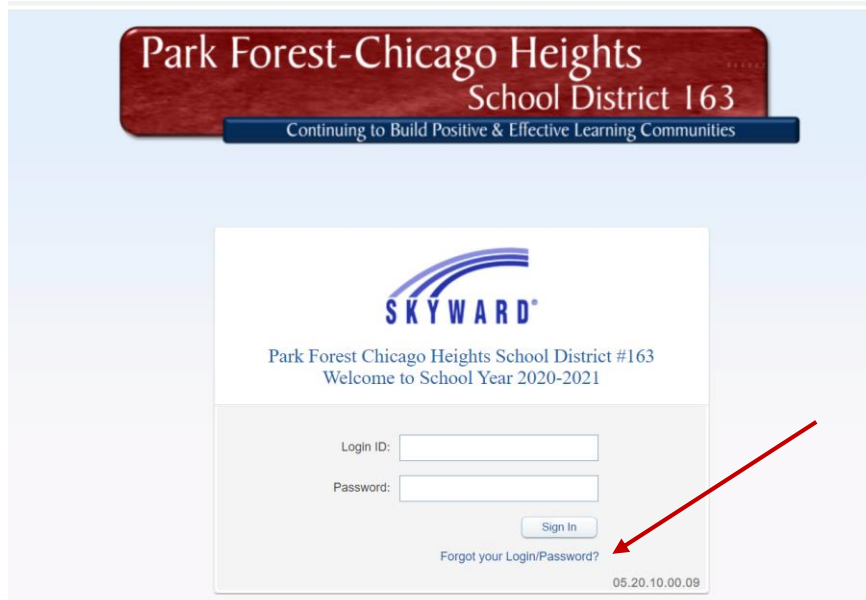 Park Forest-Chicago Heights
School District 163
Continuing to Build Positive & Effective Learning Communities
SKYWARD®
Park Forest Chicago Heights School District #163
Welcome to School Year 2020-2021
Login ID:
Password:
Sign In
Forgot your Login/Password?
05.20.10.00.09